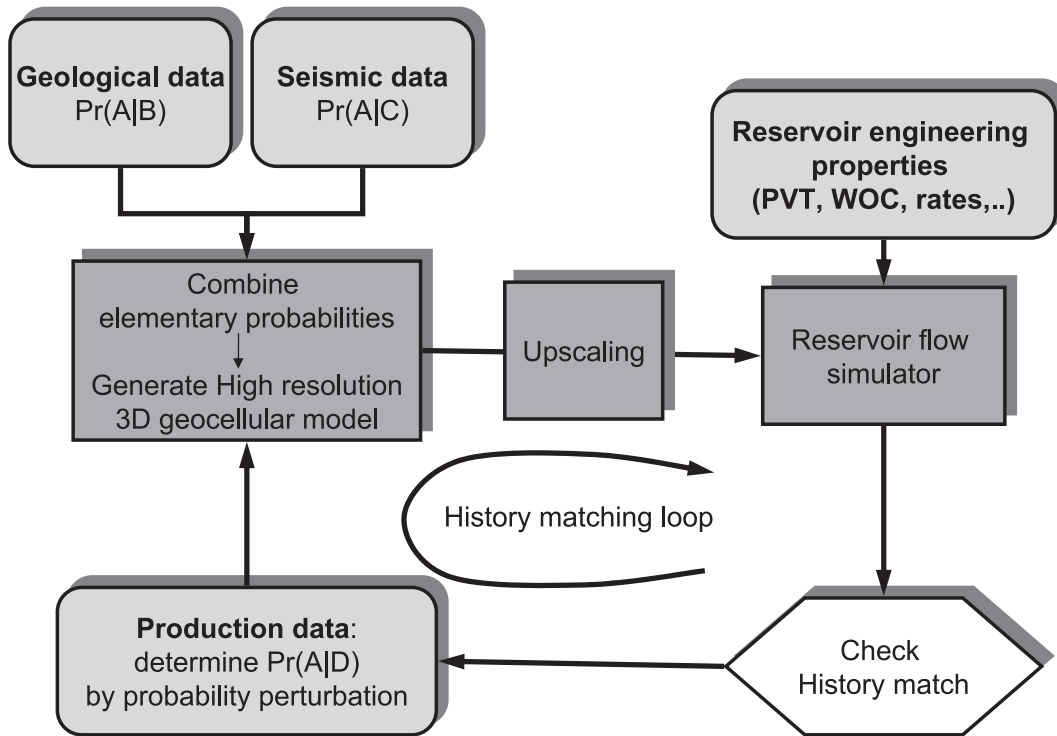 Geological data
Pr(A|B)
Seismic data
Pr(A|C)
Reservoir engineering
properties
(PVT, WOC, rates,..)
Combine
elementary probabilities
Generate High resolution
3D geocellular model
Upscaling
Reservoir flow
simulator
History matching loop
Production data:
determine Pr(A|D)
by probability perturbation
Check
History match